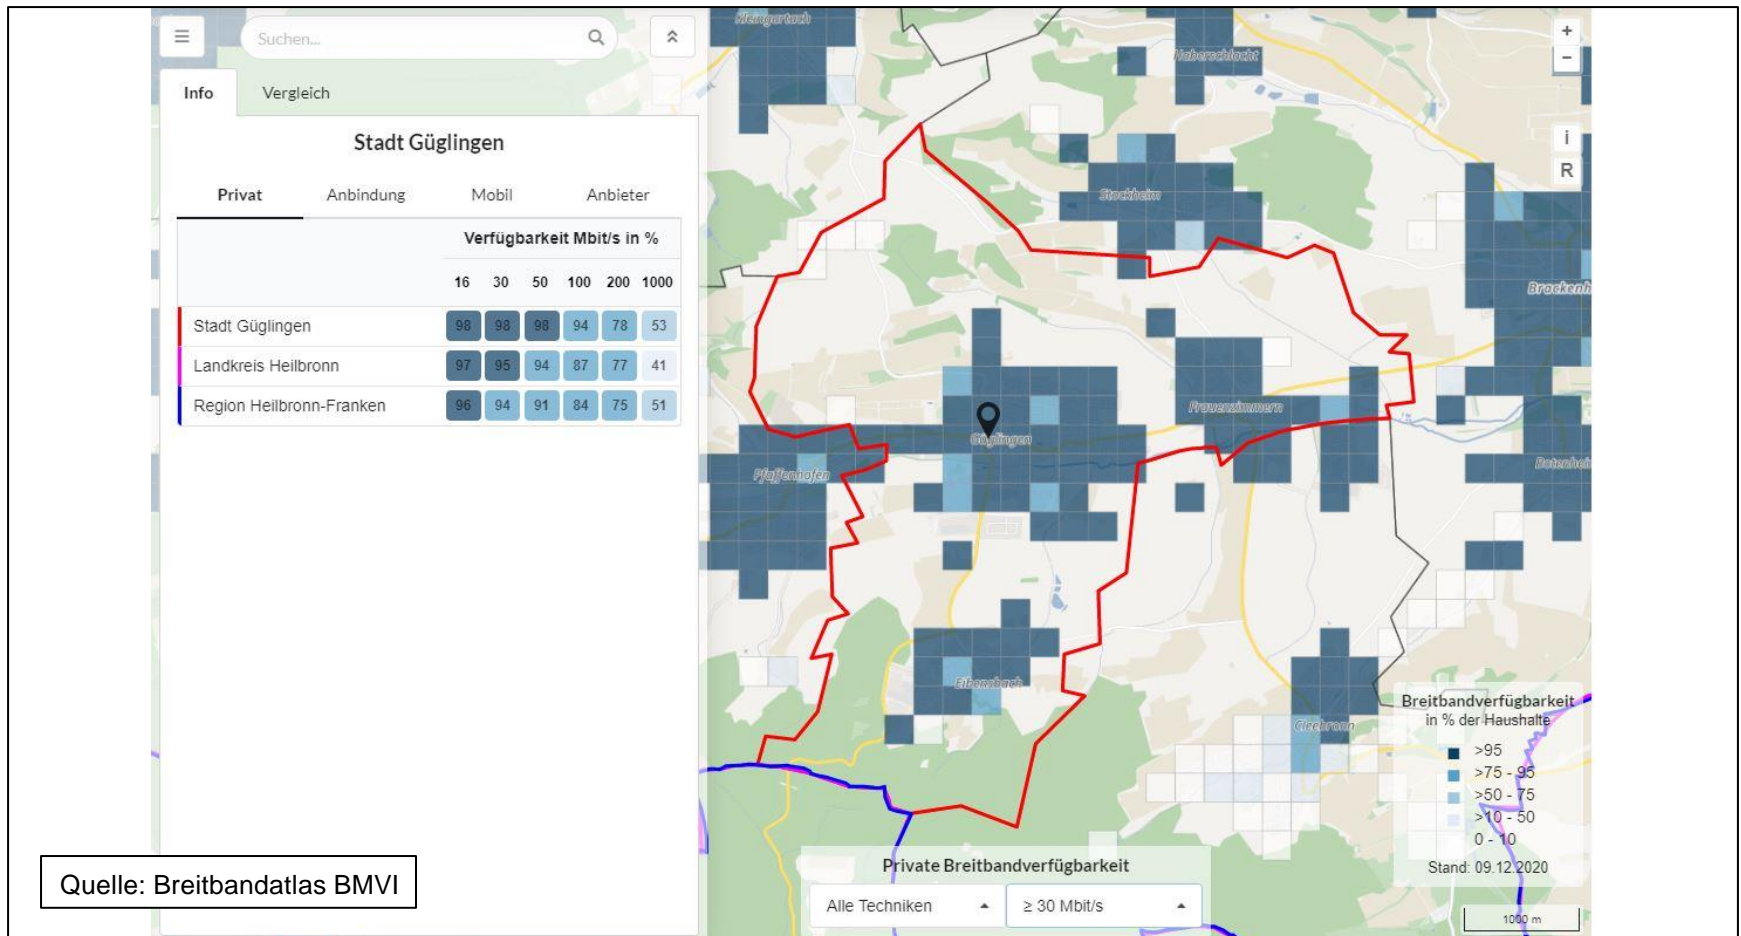 Suchen...
Info Vergleich
Stadt Güglingen
Privat Anbindung Mobil Anbieter
Verfügbarkeit Mbit/s in %
16 30 50 100 200 1000
Stadt Güglingen 98 98 98 94 78 53
Landkreis Heilbronn 97 95 94 87 77 41
Region Heilbronn-Franken 96 94 91 84 75 51
Quelle: Breitbandatlas BMVI
Kleingartach
Haberschlacht
+
−
i
R
Stockheim
Brackenh
Frauenzimmern
Güglingen
Pfaffenhofen
Botenhei
Eibensbach
Cleebronn
Breitbandverfügbarkeit
in % der Haushalte
>95
>75 - 95
>50 - 75
>10 - 50
0 - 10
Stand: 09.12.2020
1000 m
Private Breitbandverfügbarkeit
Alle Techniken ≥ 30 Mbit/s